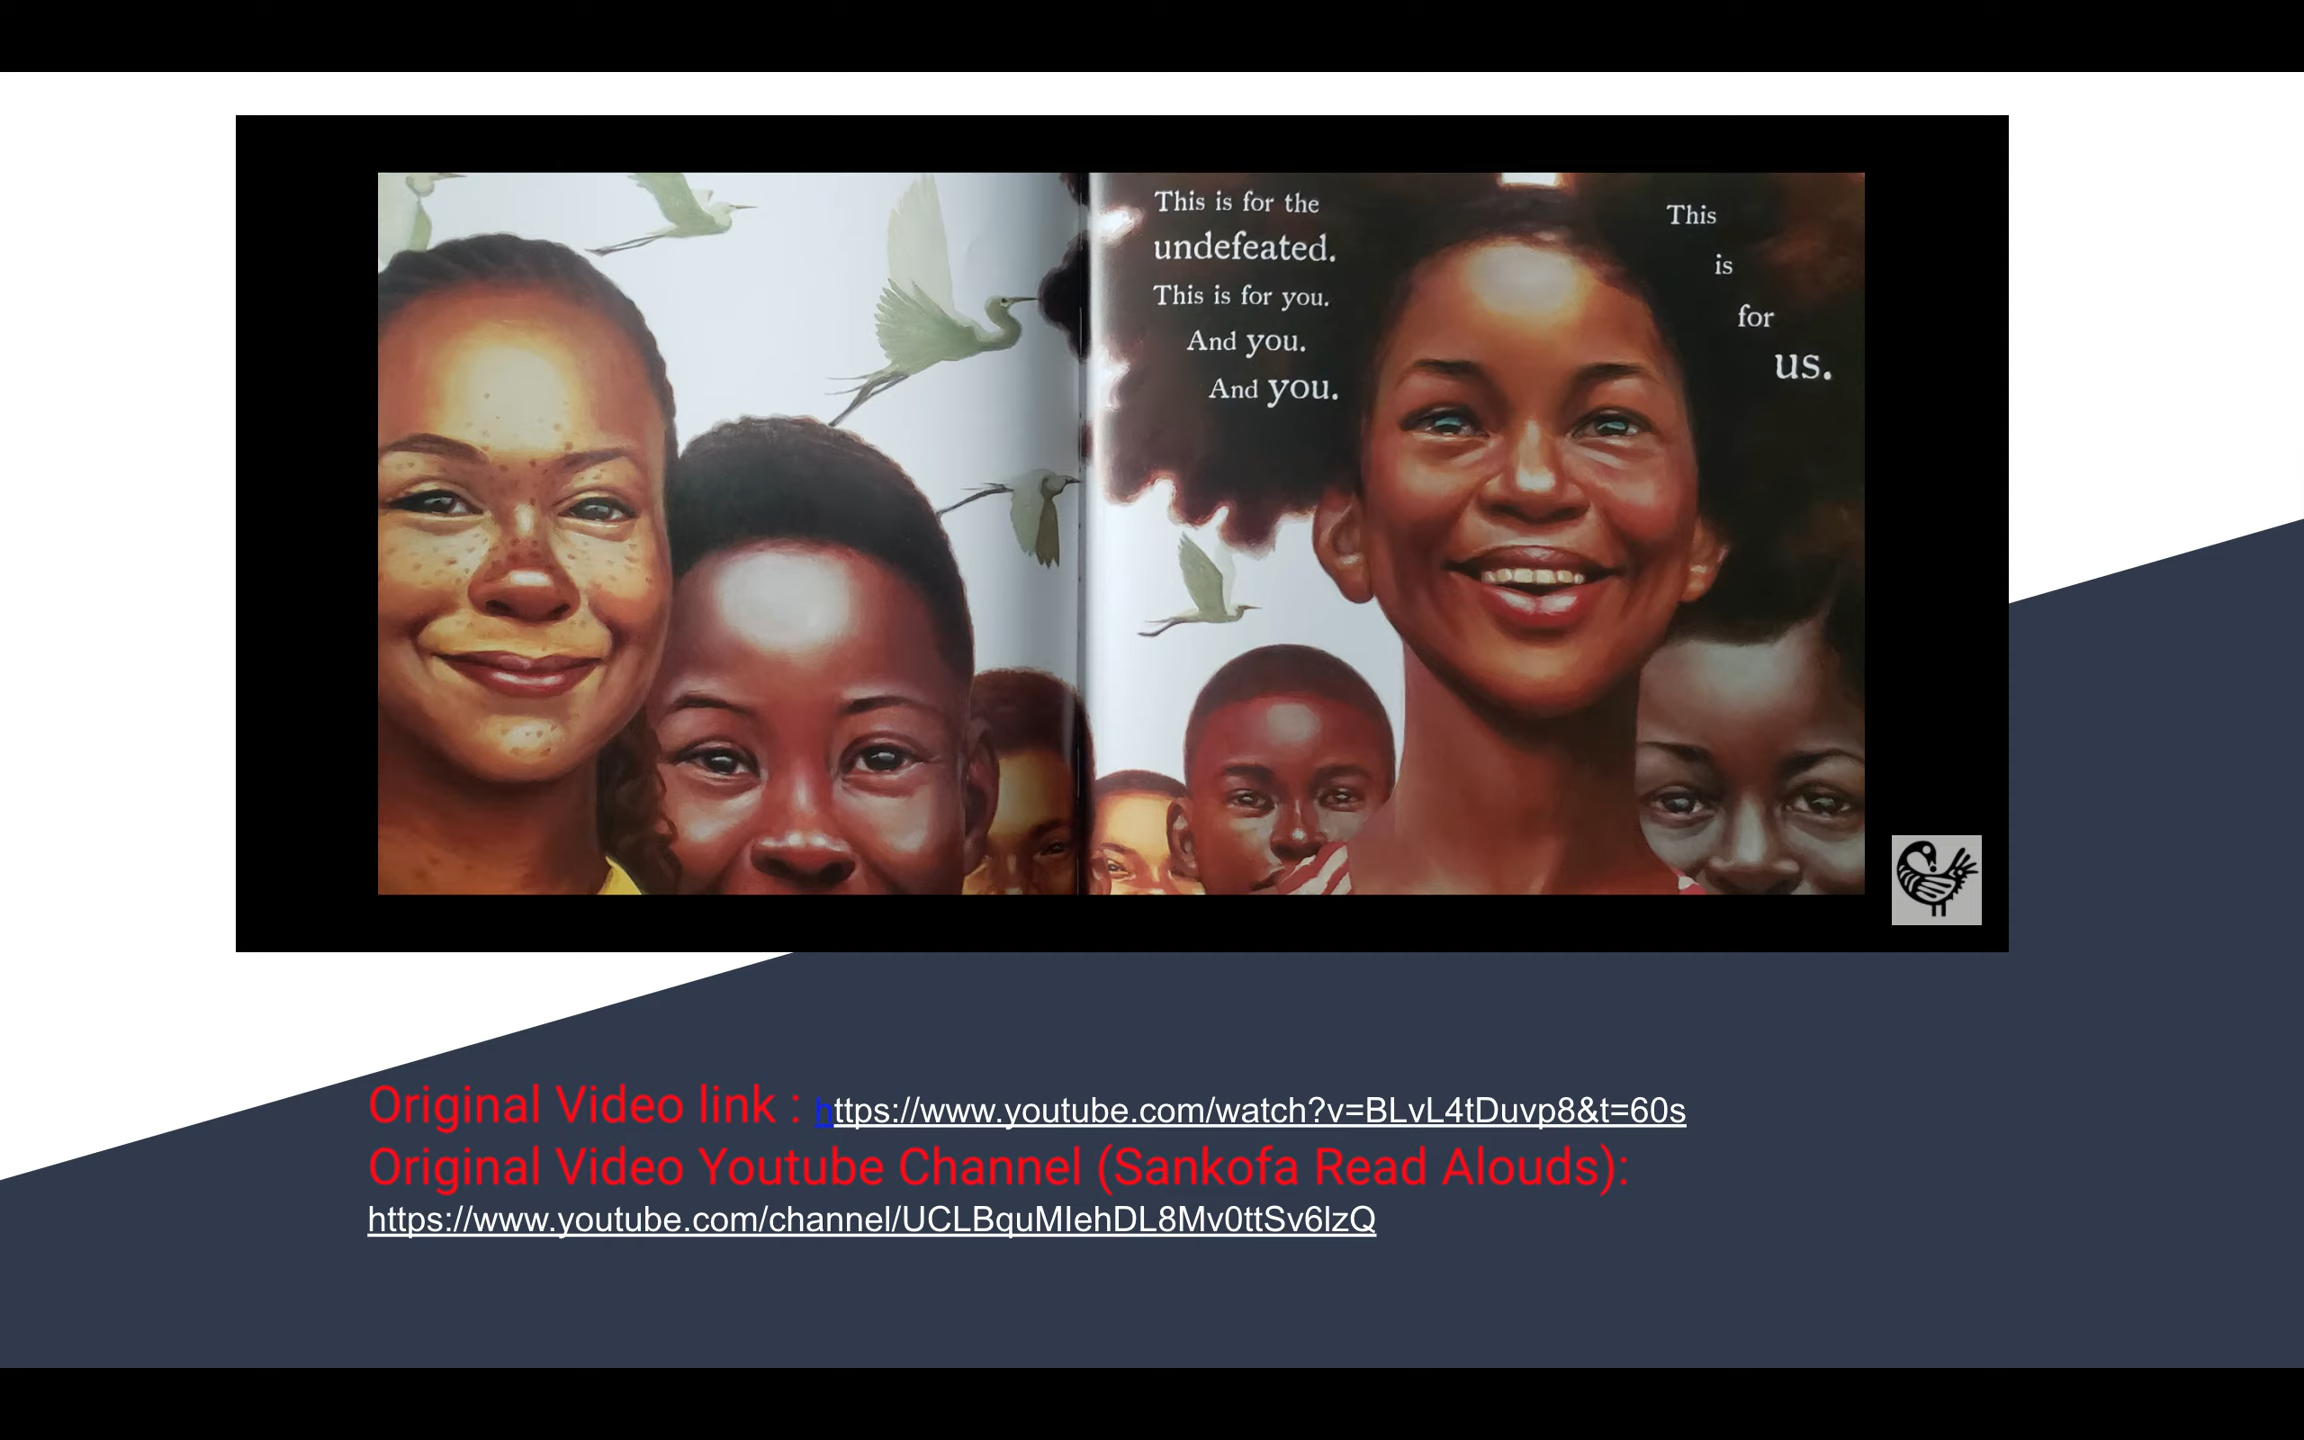 This is for the
undefeated.
This is for you.
And you.
And you.
This
is
for
us.
Original Video link : https://www.youtube.com/watch?v=BLvL4tDuvp8&t=60s
Original Video Youtube Channel (Sankofa Read Alouds):
https://www.youtube.com/channel/UCLBquMIehDL8Mv0ttSv6lzQ